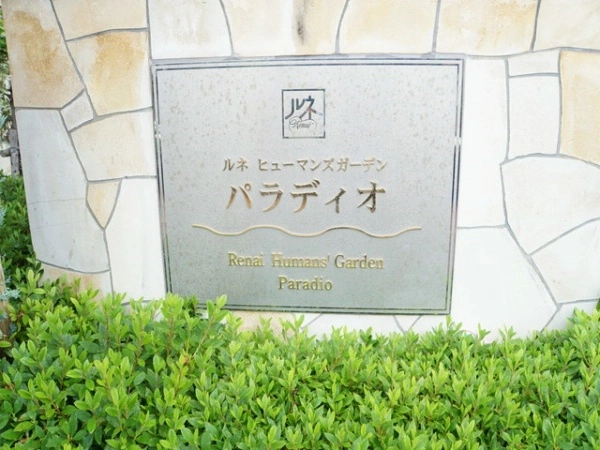 ルネ
Renai
ルネ ヒューマンズガーデン
パラディオ
Renai Humans' Garden
Paradio